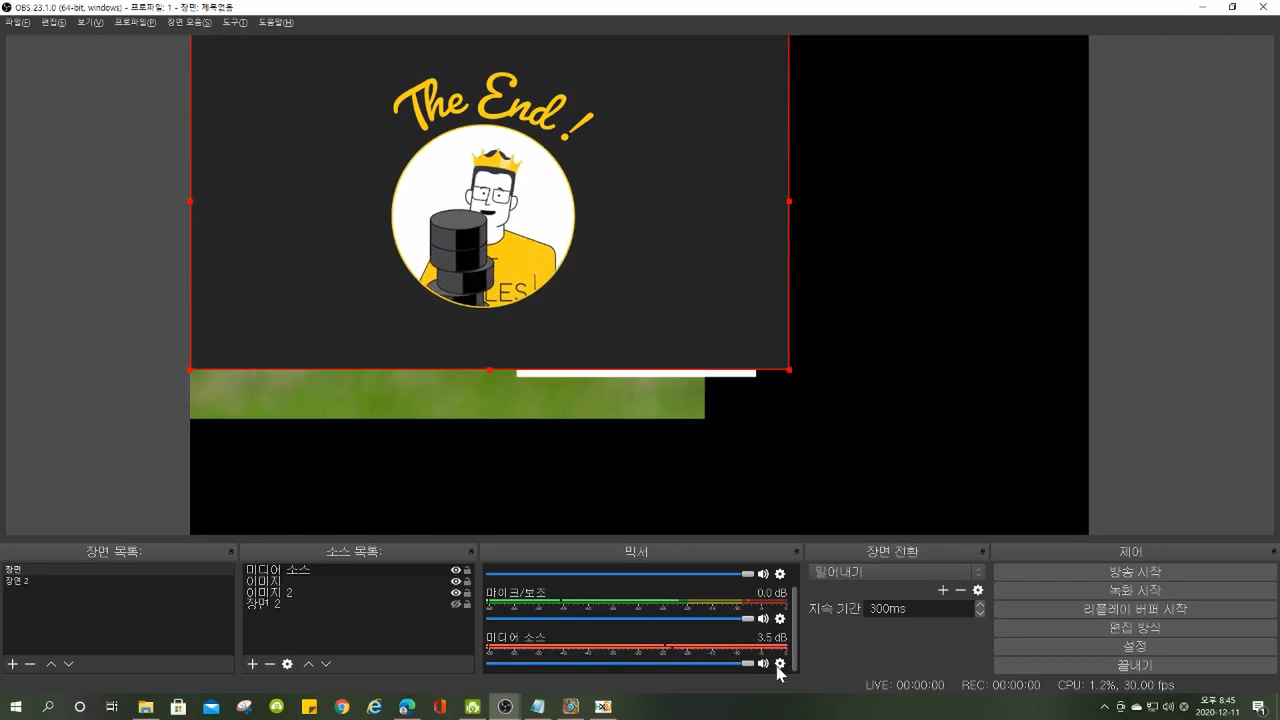 OBS 23.1.0 (64-bit, windows) - 프로파일: 1 - 장면: 제목없음
파일(F) 편집(E) 보기(V) 프로파일(P) 장면 모음(S) 도구(T) 도움말(H)
The End !
LES!
장면 목록: 소스 목록: 믹서 장면 전환 제어
장면
장면 2
미디어 소스
이미지
이미지 2
장면 2
마이크/보조 0.0 dB
미디어 소스 3.5 dB
밀어내기
지속 기간 300ms
방송 시작
녹화 시작
리플레이 버퍼 시작
편집 방식
설정
끝내기
LIVE: 00:00:00 REC: 00:00:00 CPU: 1.2%, 30.00 fps
오후 8:45
2020-12-11